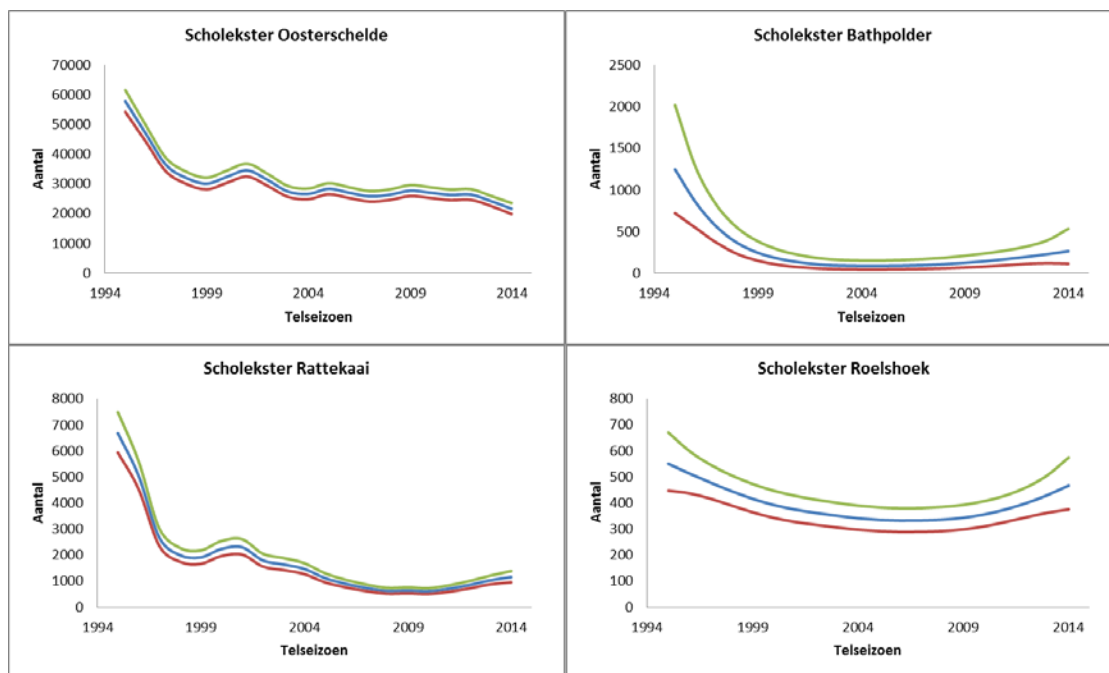 Scholekster Oosterschelde
70000
60000
50000
40000
30000
20000
10000
0
Aantal
1994 1999 2004 2009 2014
Telseizoen
Scholekster Bathpolder
2500
2000
1500
1000
500
0
Aantal
1994 1999 2004 2009 2014
Telseizoen
Scholekster Rattekaai
8000
7000
6000
5000
4000
3000
2000
1000
0
Aantal
1994 1999 2004 2009 2014
Telseizoen
Scholekster Roelshoek
800
700
600
500
400
300
200
100
0
Aantal
1994 1999 2004 2009 2014
Telseizoen